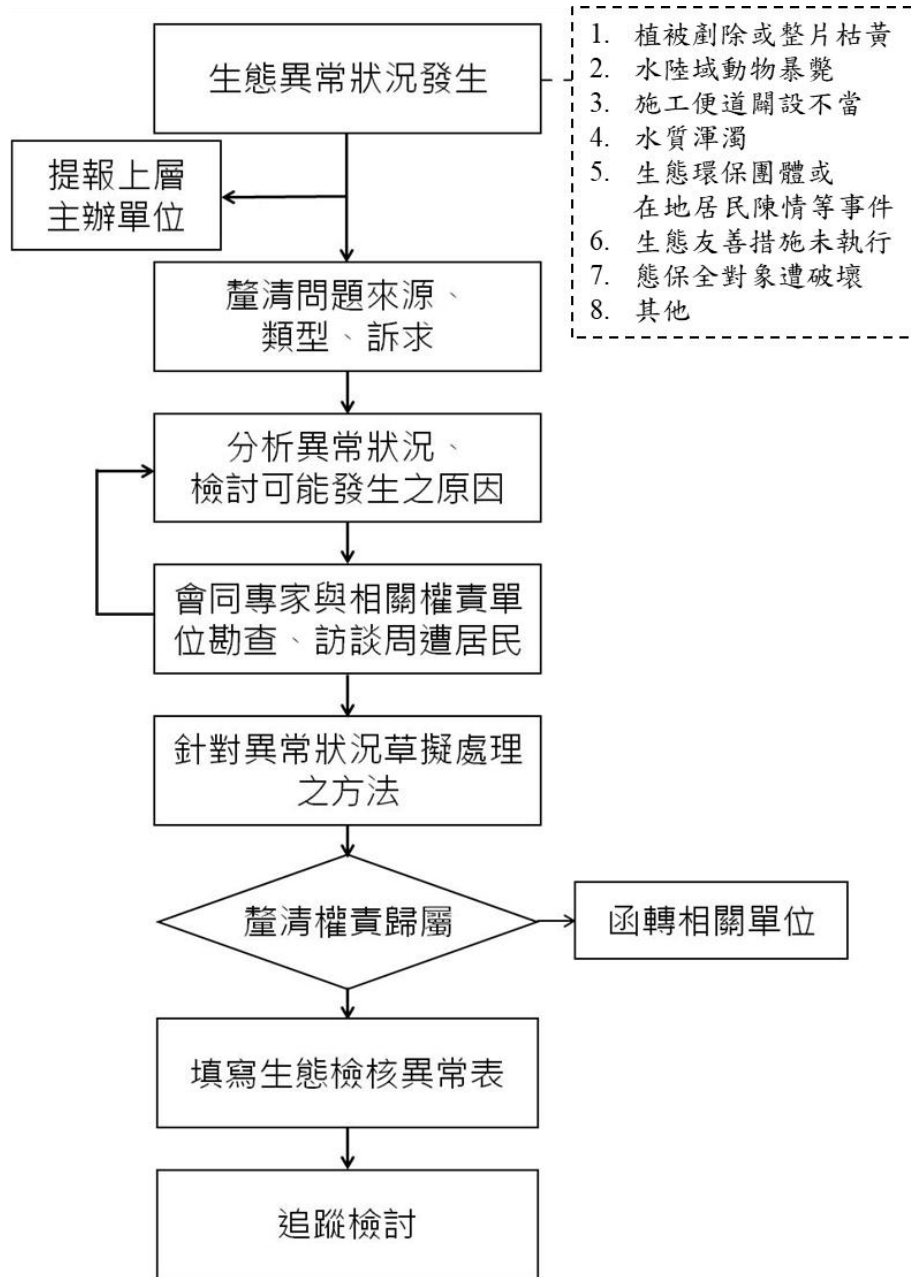 生態異常狀況發生
1. 植被剷除或整片枯黃
2. 水陸域動物暴斃
3. 施工便道闢設不當
4. 水質渾濁
5. 生態環保團體或
在地居民陳情等事件
6. 生態友善措施未執行
7. 態保全對象遭破壞
8. 其他
提報上層
主辦單位
釐清問題來源、
類型、訴求
分析異常狀況、
檢討可能發生之原因
會同專家與相關權責單
位勘查、訪談周遭居民
針對異常狀況草擬處理
之方法
釐清權責歸屬
函轉相關單位
填寫生態檢核異常表
追蹤檢討